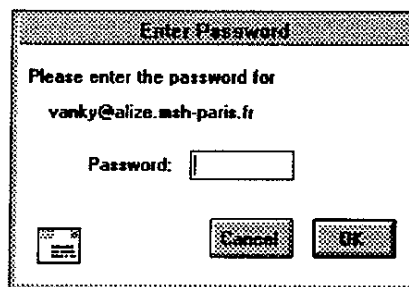 Enter Password
Please enter the password for
vanky@alize.msh-paris.fr
Password:
Cancel
OK